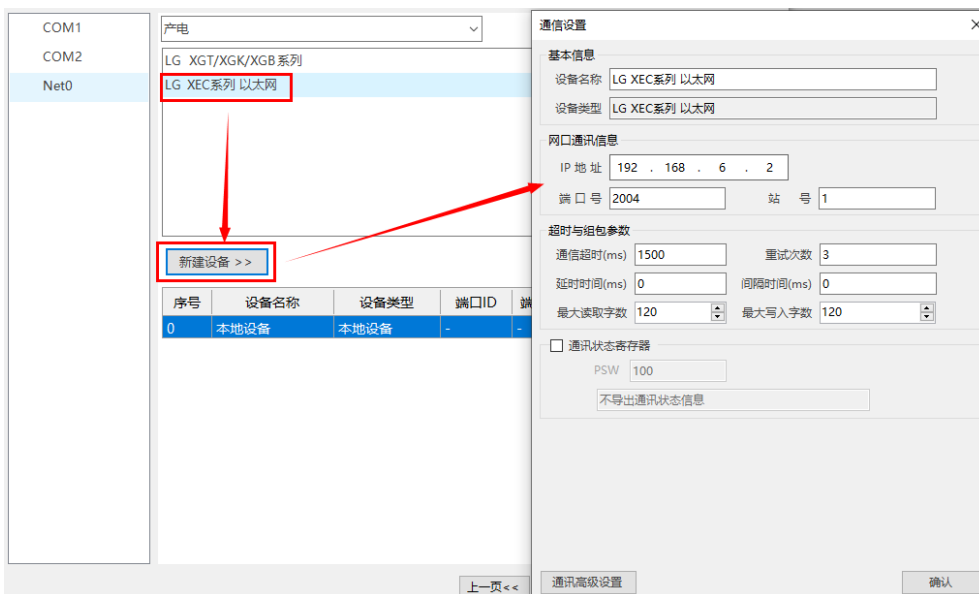 COM1
COM2
Net0
产电
LG XGT/XGK/XGB系列
LG XEC系列 以太网
新建设备 >>
序号 设备名称 设备类型 端口ID 端
0 本地设备 本地设备 - -
上一页<<
通信设置
基本信息
设备名称 LG XEC系列 以太网
设备类型 LG XEC系列 以太网
网口通讯信息
IP 地 址 192 . 168 . 6 . 2
端 口 号 2004 站 号 1
超时与组包参数
通信超时(ms) 1500 重试次数 3
延时时间(ms) 0 间隔时间(ms) 0
最大读取字数 120 最大写入字数 120
通讯状态寄存器
PSW 100
不导出通讯状态信息
通讯高级设置 确认